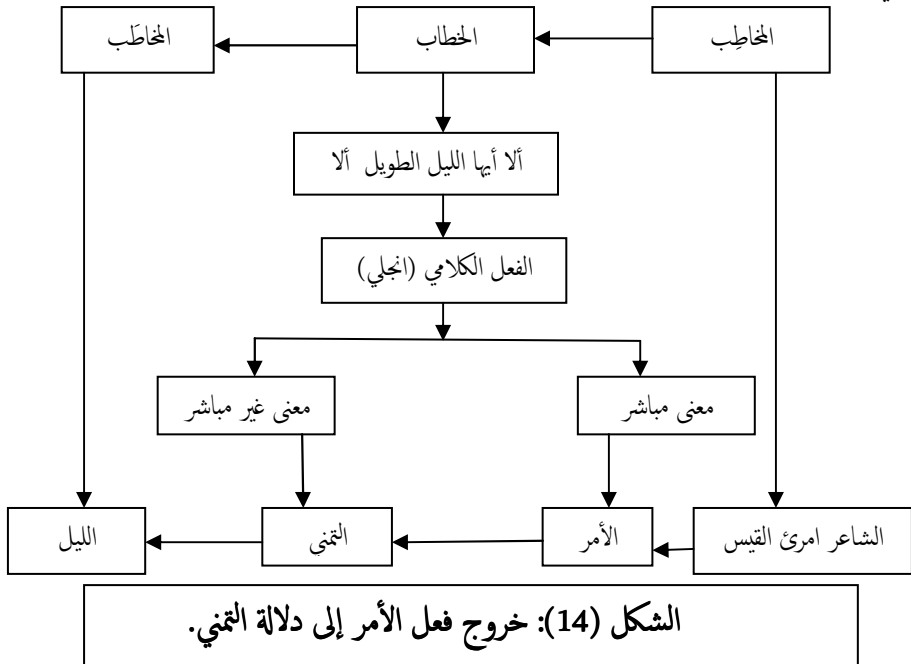 المخاطِب
الخطاب
المخاطَب
ألا أيها الليل الطويل ألا
الفعل الكلامي (انجلي)
معنى مباشر
معنى غير مباشر
الشاعر امرئ القيس
الأمر
التمني
الليل
الشكل (14): خروج فعل الأمر إلى دلالة التمني.